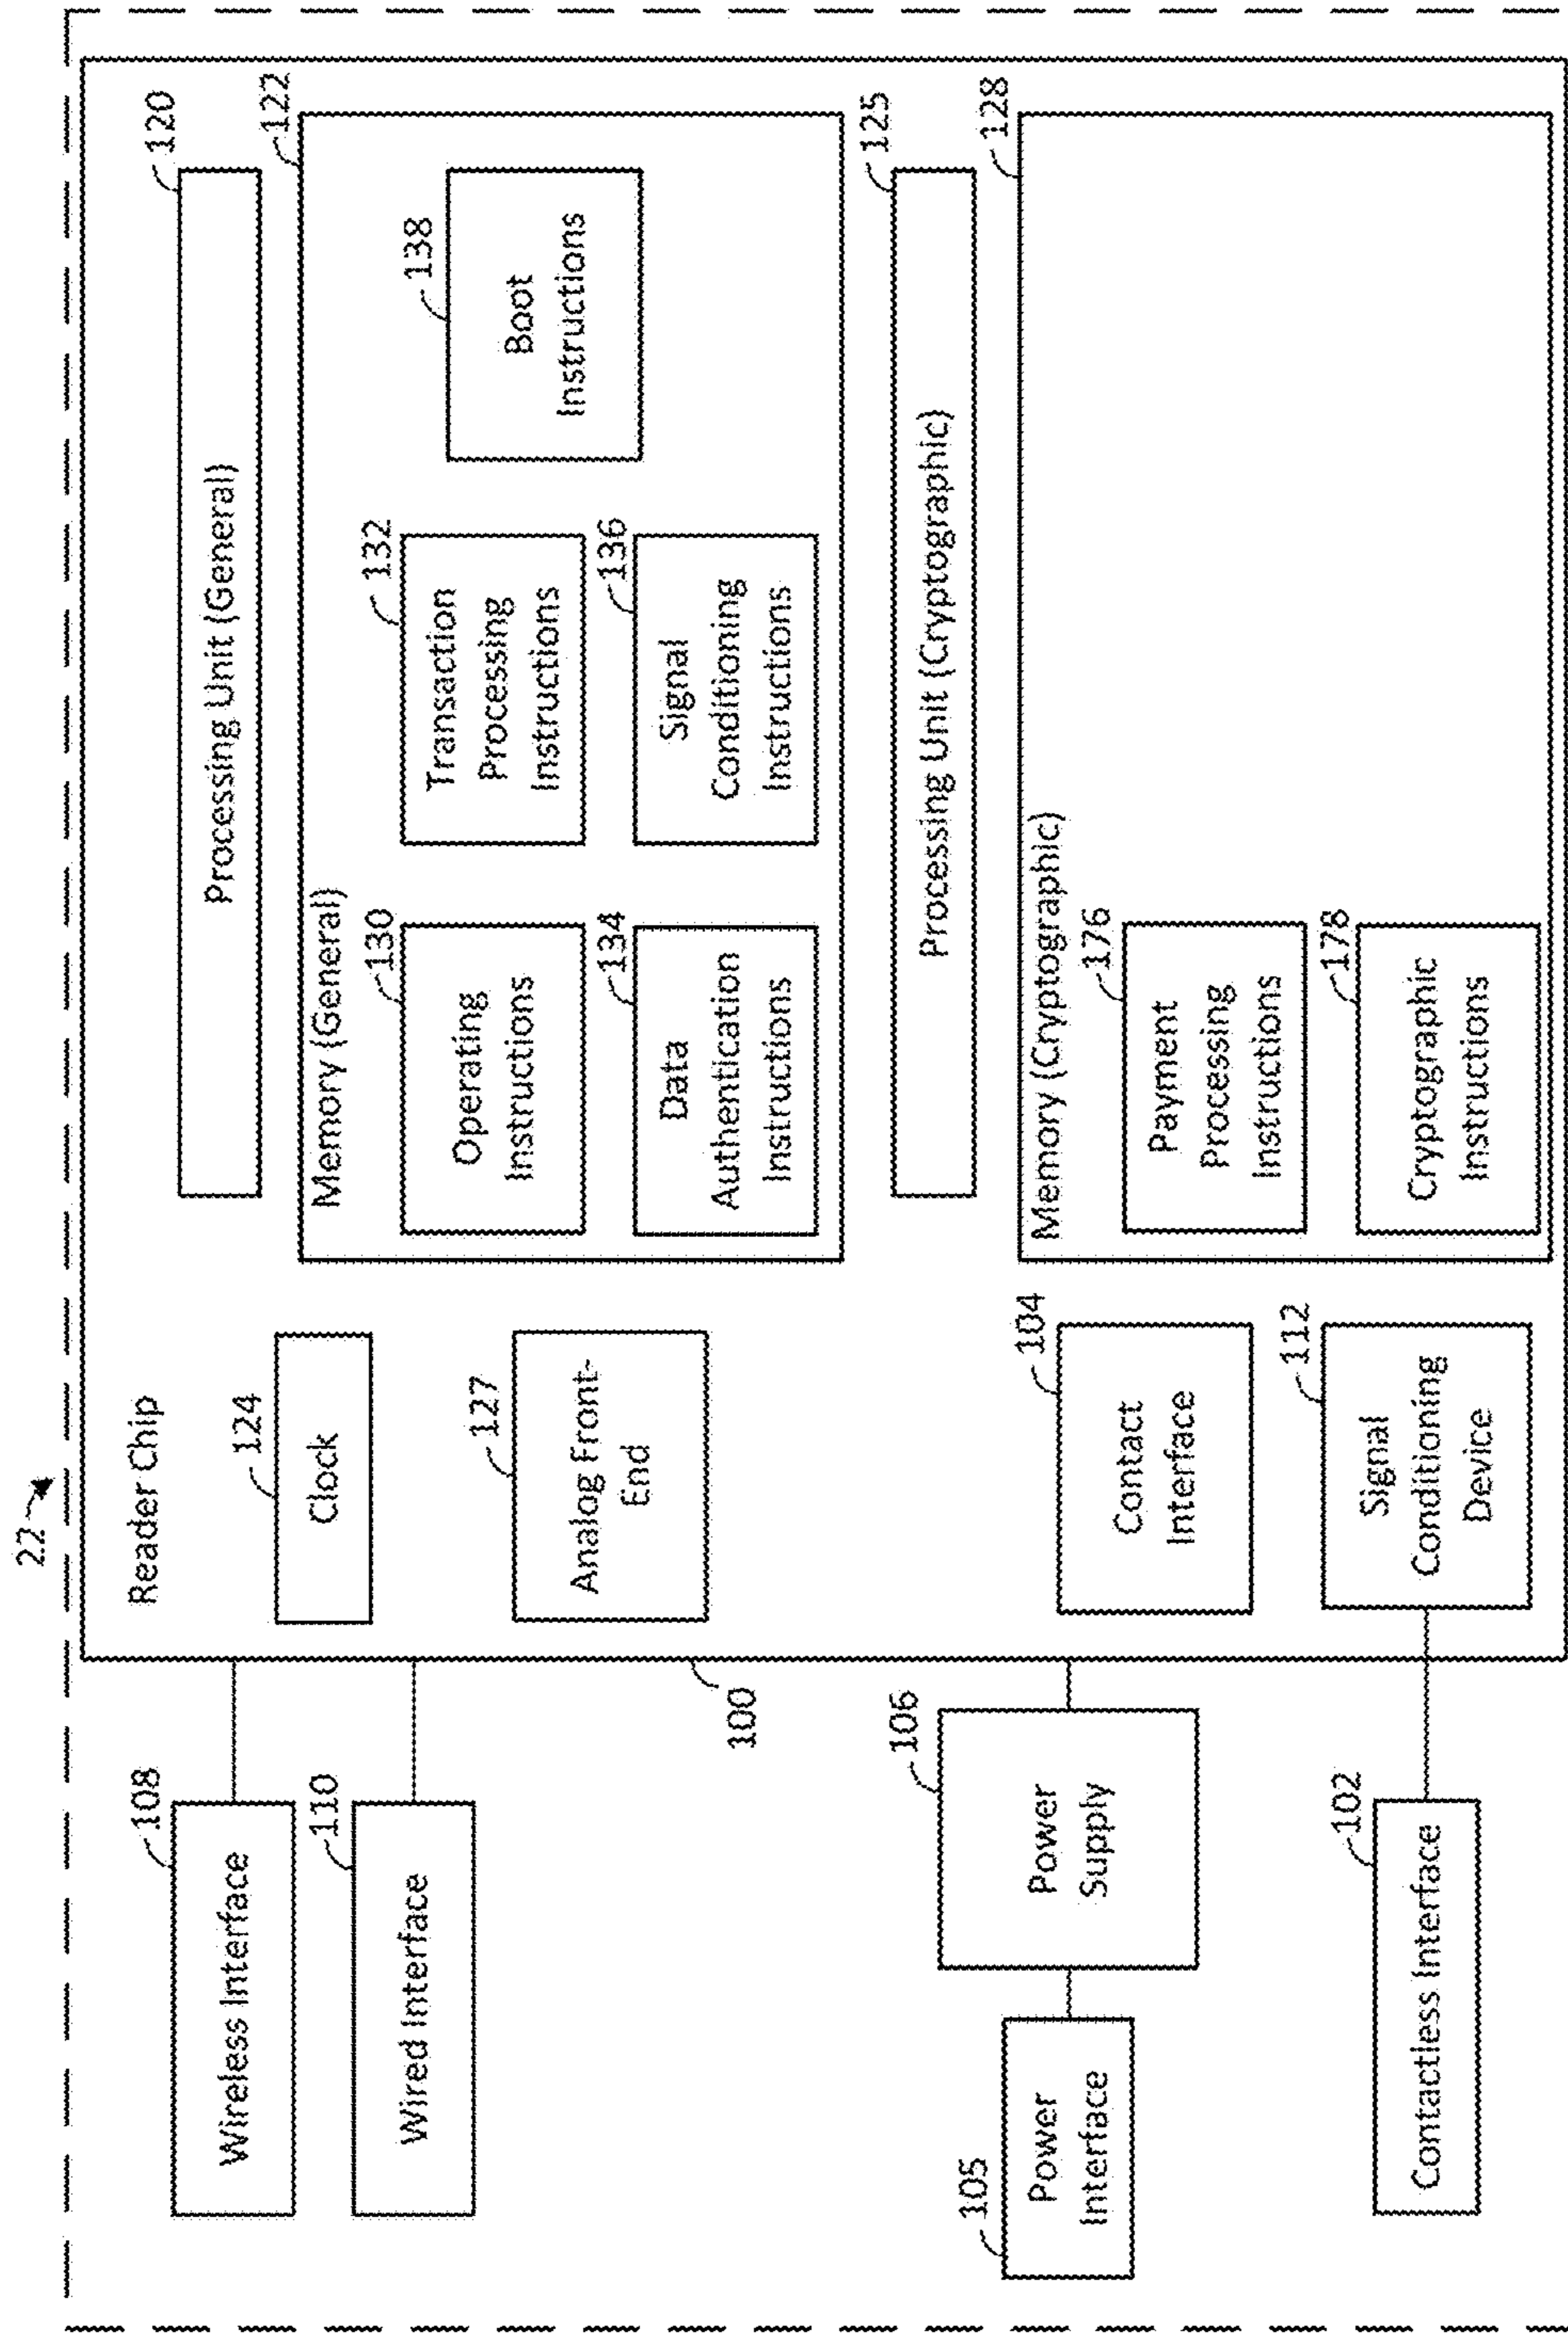 22
Reader Chip
120
Processing Unit (General)
122
Memory (General)
108
Wireless Interface
110
Wired Interface
124
Clock
127
Analog Front-
End
130
Operating
Instructions
132
Transaction
Processing
Instructions
134
Data
Authentication
Instructions
136
Signal
Conditioning
Instructions
138
Boot
Instructions
100
125
Processing Unit (Cryptographic)
128
Memory (Cryptographic)
105
Power
Interface
106
Power
Supply
104
Contact
Interface
176
Payment
Processing
Instructions
102
Contactless Interface
112
Signal
Conditioning
Device
178
Cryptographic
Instructions